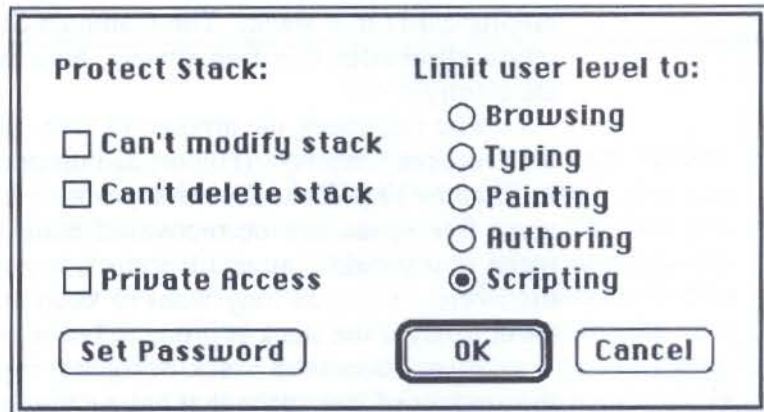 Protect Stack:
Can't modify stack
Can't delete stack
Private Access
Limit user level to:
Browsing
Typing
Painting
Authoring
Scripting
Set Password
OK
Cancel